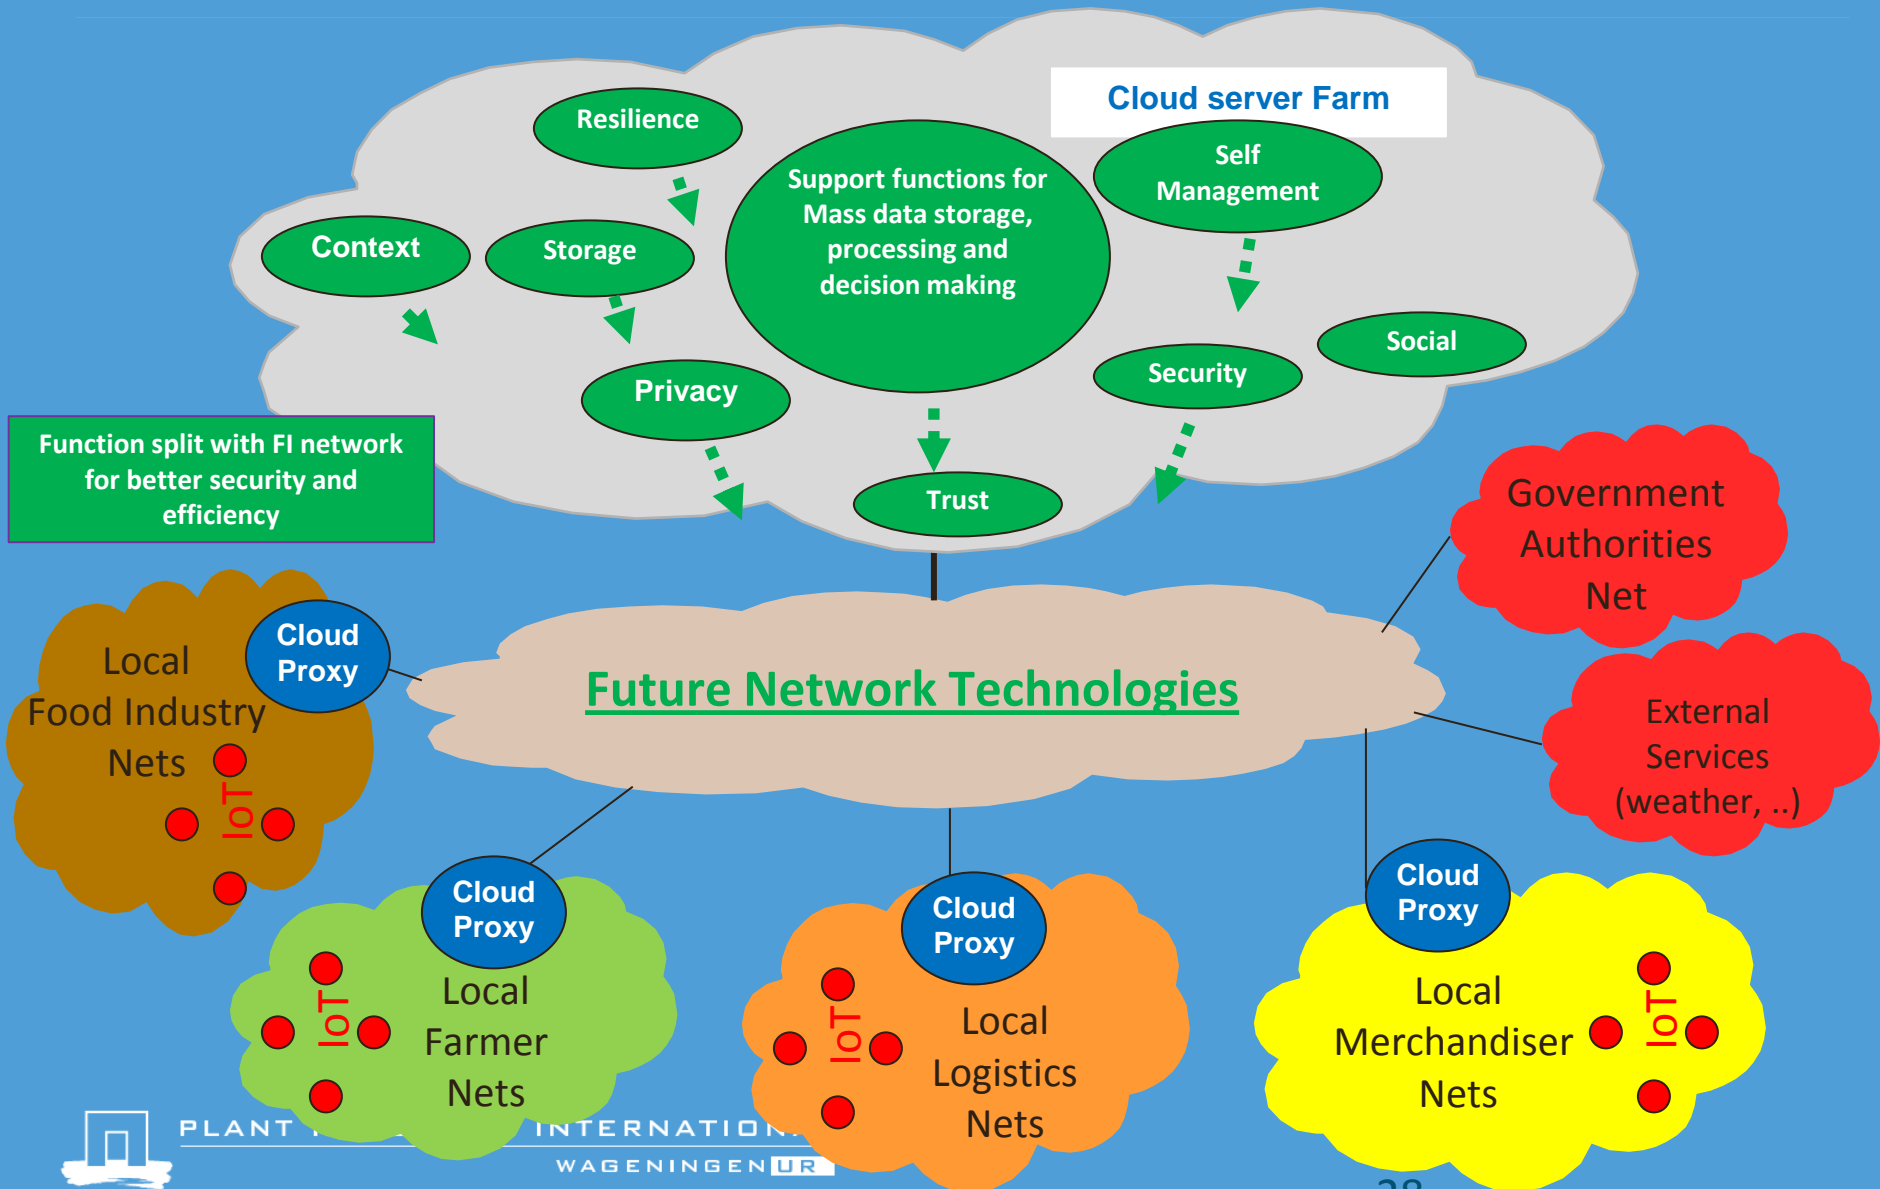 Cloud server Farm
Resilience
Self
Management
Support functions for
Mass data storage,
processing and
decision making
Context
Storage
Social
Security
Privacy
Trust
Function split with FI network
for better security and
efficiency
Government
Authorities
Net
Cloud
Proxy
Local
Food Industry
Nets
IoT
Future Network Technologies
External
Services
(weather, ..)
Cloud
Proxy
Local
Farmer
Nets
IoT
Cloud
Proxy
Local
Logistics
Nets
IoT
Cloud
Proxy
Local
Merchandiser
Nets
IoT
PLANT
WAGENINGEN UR